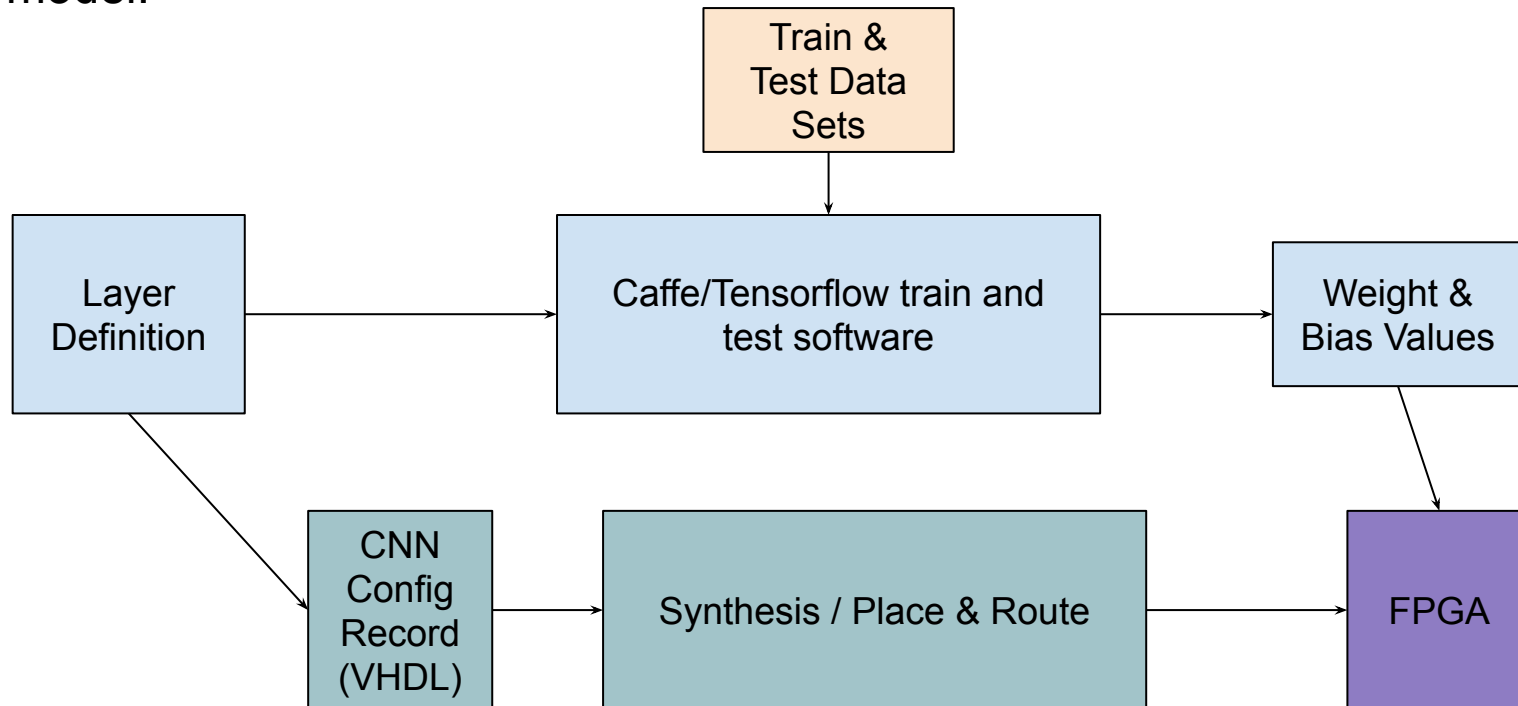 model.
Train &
Test Data
Sets
Layer
Definition
Caffe/Tensorflow train and
test software
Weight &
Bias Values
CNN
Config
Record
(VHDL)
Synthesis / Place & Route
FPGA